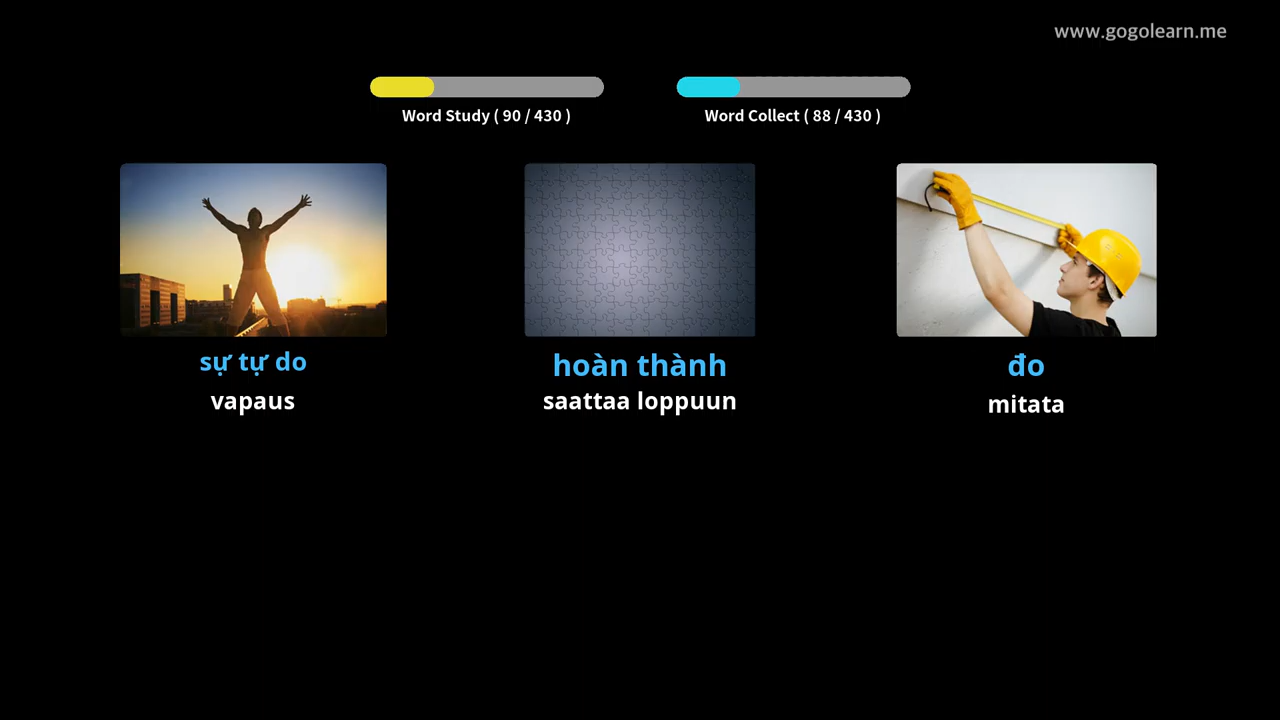 www.gogolearn.me
Word Study ( 90 / 430 )
Word Collect ( 88 / 430 )
sự tự do
vapaus
hoàn thành
saattaa loppuun
đo
mitata